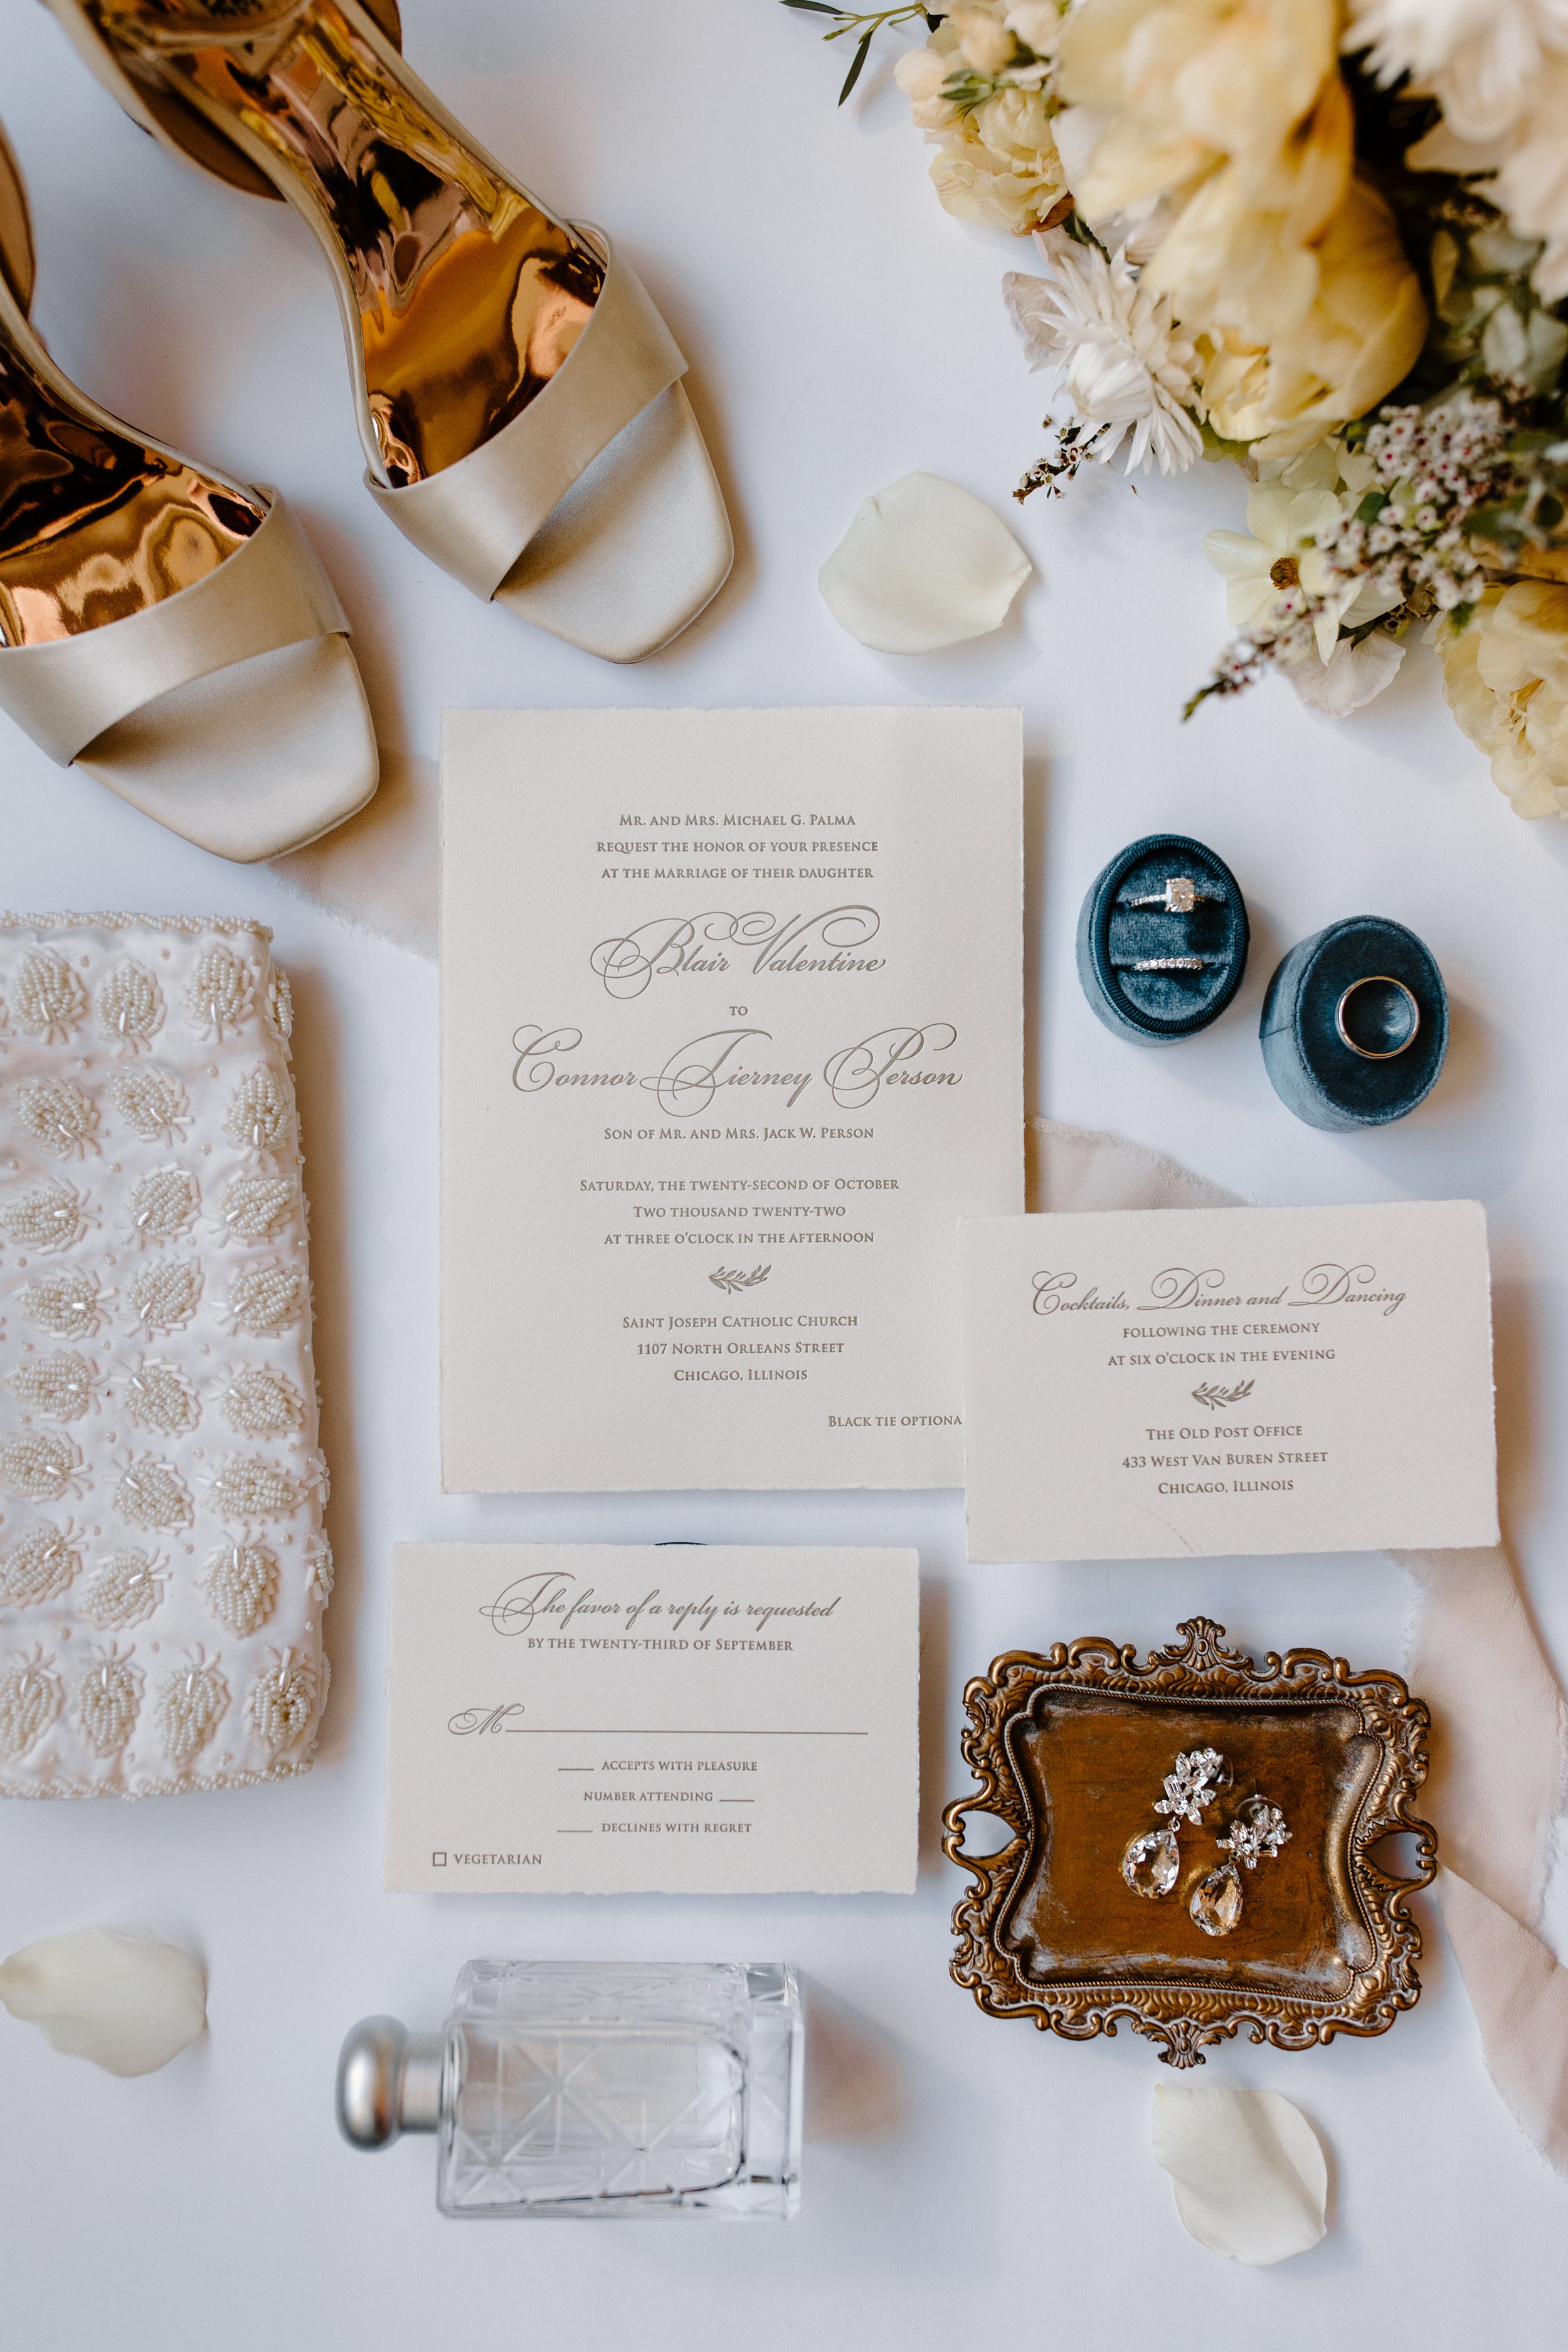 Mr. and Mrs. Michael G. Palma
request the honor of your presence
at the marriage of their daughter
Blair Valentine
to
Connor Tierney Person
Son of Mr. and Mrs. Jack W. Person
Saturday, the twenty-second of October
Two thousand twenty-two
at three o'clock in the afternoon
Saint Joseph Catholic Church
1107 North Orleans Street
Chicago, Illinois
Black tie optiona
Cocktails, Dinner and Dancing
following the ceremony
at six o'clock in the evening
The Old Post Office
433 West Van Buren Street
Chicago, Illinois
The favor of a reply is requested
by the twenty-third of September
M
accepts with pleasure
number attending
declines with regret
vegetarian